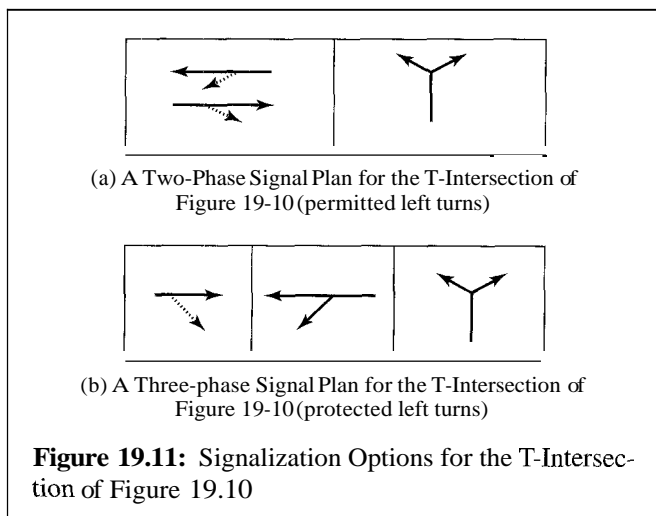 (a) A Two-Phase Signal Plan for the T-Intersection of
Figure 19-10 (permitted left turns)
(b) A Three-phase Signal Plan for the T-Intersection of
Figure 19-10 (protected left turns)
Figure 19.11: Signalization Options for the T-Intersec-
tion of Figure 19.10